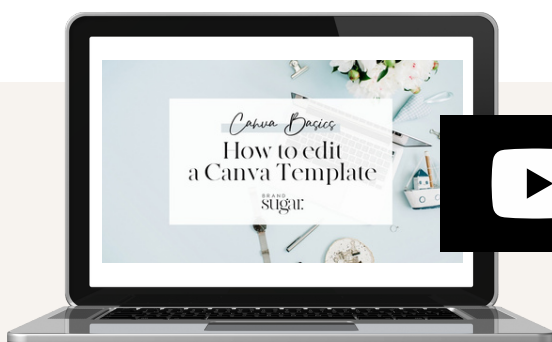 Canva Basics
How to edit
a Canva Template
BRAND
sugar.